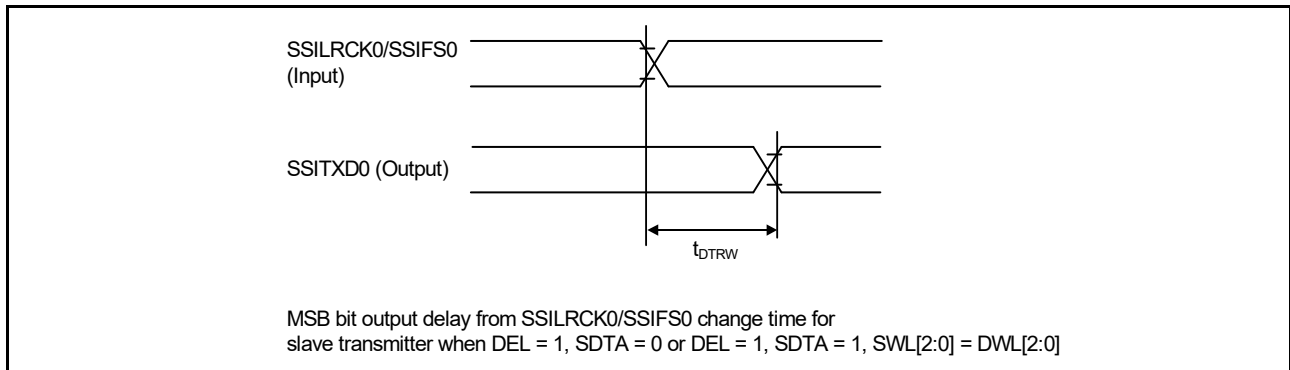 SSILRCK0/SSIFS0
(Input)
SSITXD0 (Output)
tDTRW
MSB bit output delay from SSILRCK0/SSIFS0 change time for
slave transmitter when DEL = 1, SDTA = 0 or DEL = 1, SDTA = 1, SWL[2:0] = DWL[2:0]